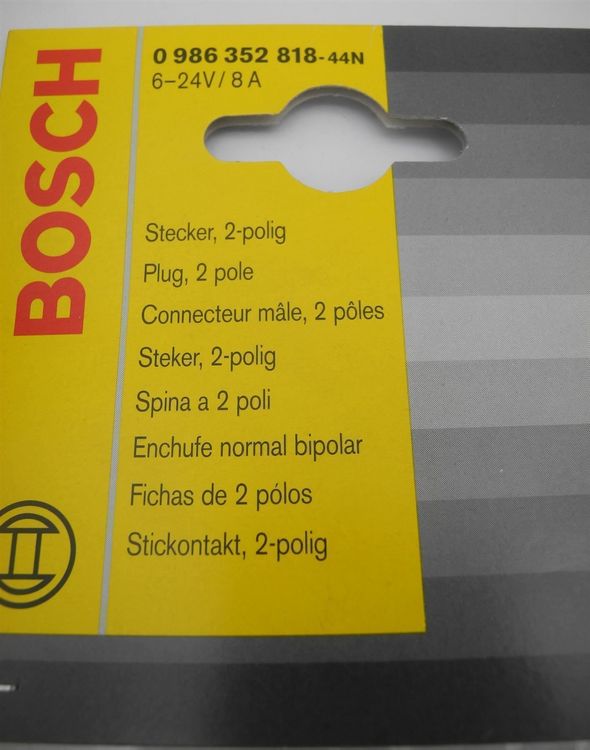 BOSCH
0 986 352 818-44N
6–24V/8A
Stecker, 2-polig
Plug, 2 pole
Connecteur mâle, 2 pôles
Steker, 2-polig
Spina a 2 poli
Enchufe normal bipolar
Fichas de 2 pólos
Stickontakt, 2-polig